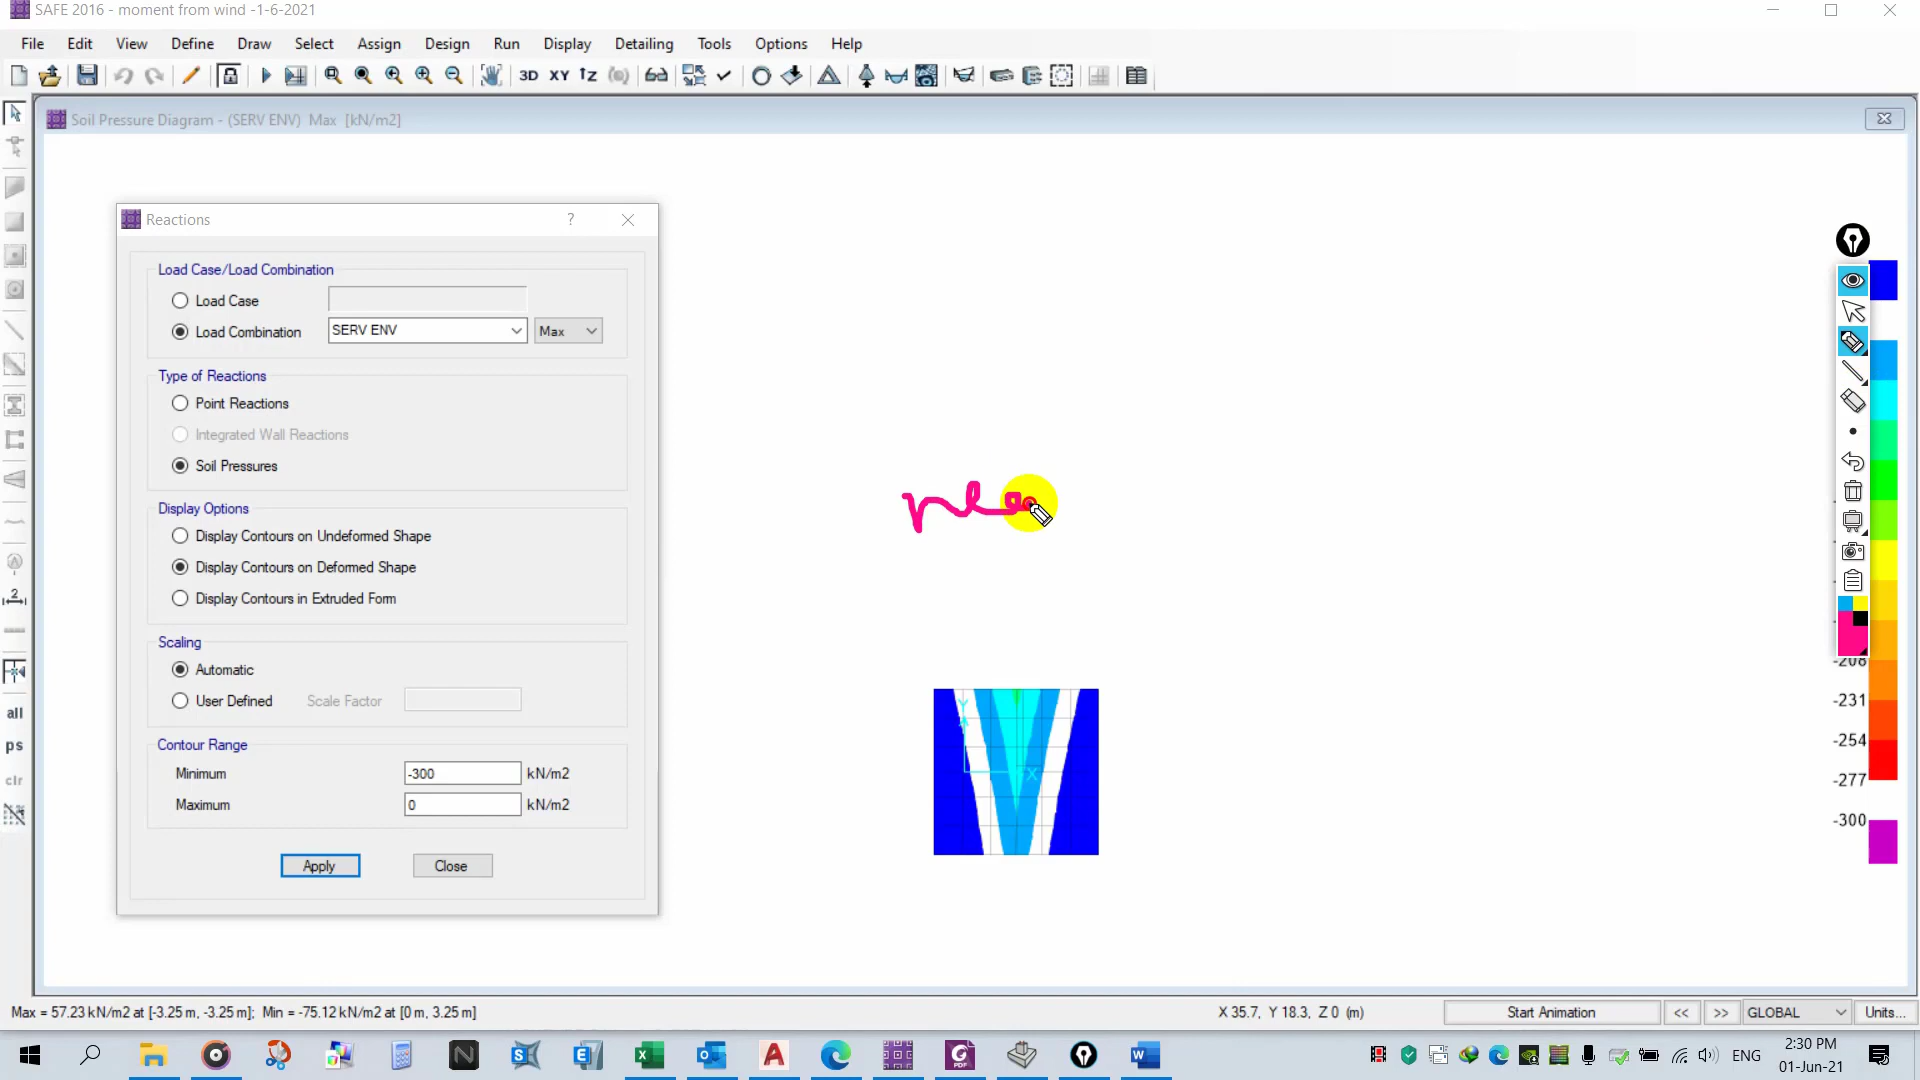 SAFE 2016 - moment from wind -1-6-2021
File Edit View Define Draw Select Assign Design Run Display Detailing Tools Options Help
3D XY
Soil Pressure Diagram - (SERV ENV) Max [kN/m2]
Reactions ?
Load Case/Load Combination
Load Case
Load Combination SERV ENV Max
Type of Reactions
Point Reactions
Integrated Wall Reactions
Soil Pressures
Display Options
Display Contours on Undeformed Shape
Display Contours on Deformed Shape
Display Contours in Extruded Form
Scaling
Automatic
User Defined Scale Factor
Contour Range
Minimum -300 kN/m2
Maximum 0 kN/m2
Apply Close
all
ps
clr
Y
X
-208
-231
-254
-277
-300
Max = 57.23 kN/m2 at [-3.25 m, -3.25 m]; Min = -75.12 kN/m2 at [0 m, 3.25 m] X 35.7, Y 18.3, Z 0 (m) Start Animation << >> GLOBAL Units...
ENG 2:30 PM
01-Jun-21